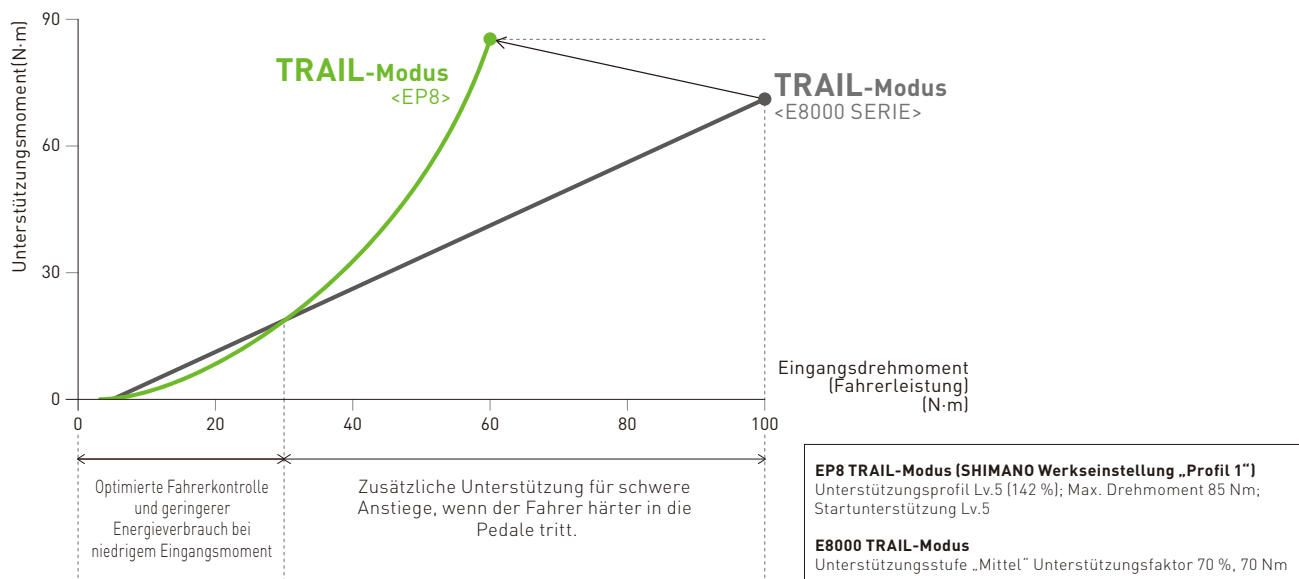 90
60
30
0
Unterstützungsmoment(N·m)
TRAIL-Modus
<EP8>
TRAIL-Modus
<E8000 SERIE>
Eingangsdrehmoment
(Fahrerleistung)
(N·m)
0 20 40 60 80 100
Optimierte Fahrerkontrolle
und geringerer
Energieverbrauch bei
niedrigem Eingangsmoment
Zusätzliche Unterstützung für schwere
Anstiege, wenn der Fahrer härter in die
Pedale tritt.
EP8 TRAIL-Modus (SHIMANO Werkseinstellung „Profil 1“)
Unterstützungsprofil Lv.5 (142 %); Max. Drehmoment 85 Nm;
Startunterstützung Lv.5
E8000 TRAIL-Modus
Unterstützungsstufe „Mittel“ Unterstützungsfaktor 70 %, 70 Nm